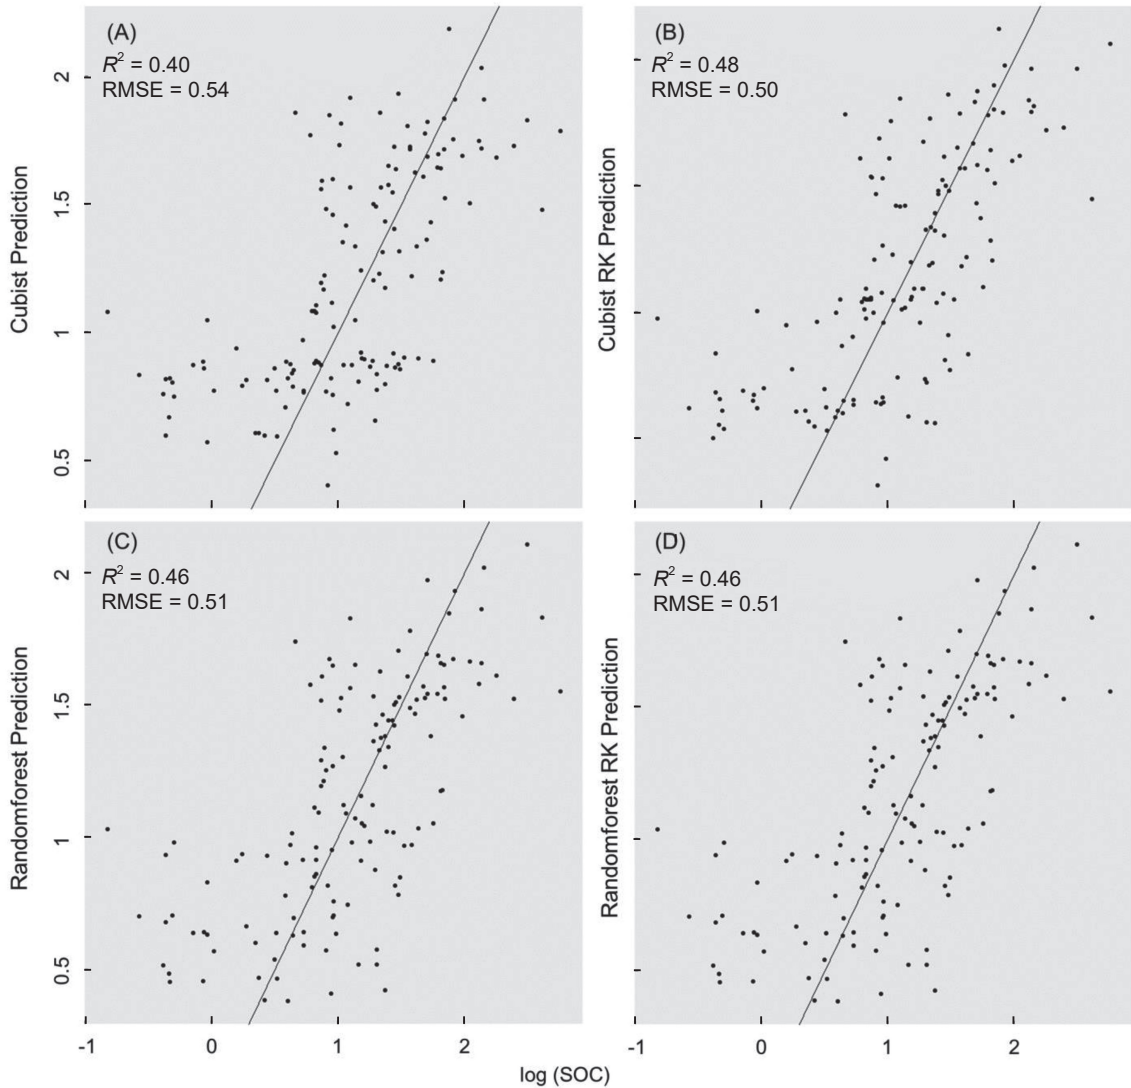 (A)
R² = 0.40
RMSE = 0.54
Cubist Prediction
2
1.5
1
0.5
(B)
R² = 0.48
RMSE = 0.50
Cubist RK Prediction
(C)
R² = 0.46
RMSE = 0.51
Randomforest Prediction
2
1.5
1
0.5
(D)
R² = 0.46
RMSE = 0.51
Randomforest RK Prediction
-1 0 1 2
-1 0 1 2
log (SOC)